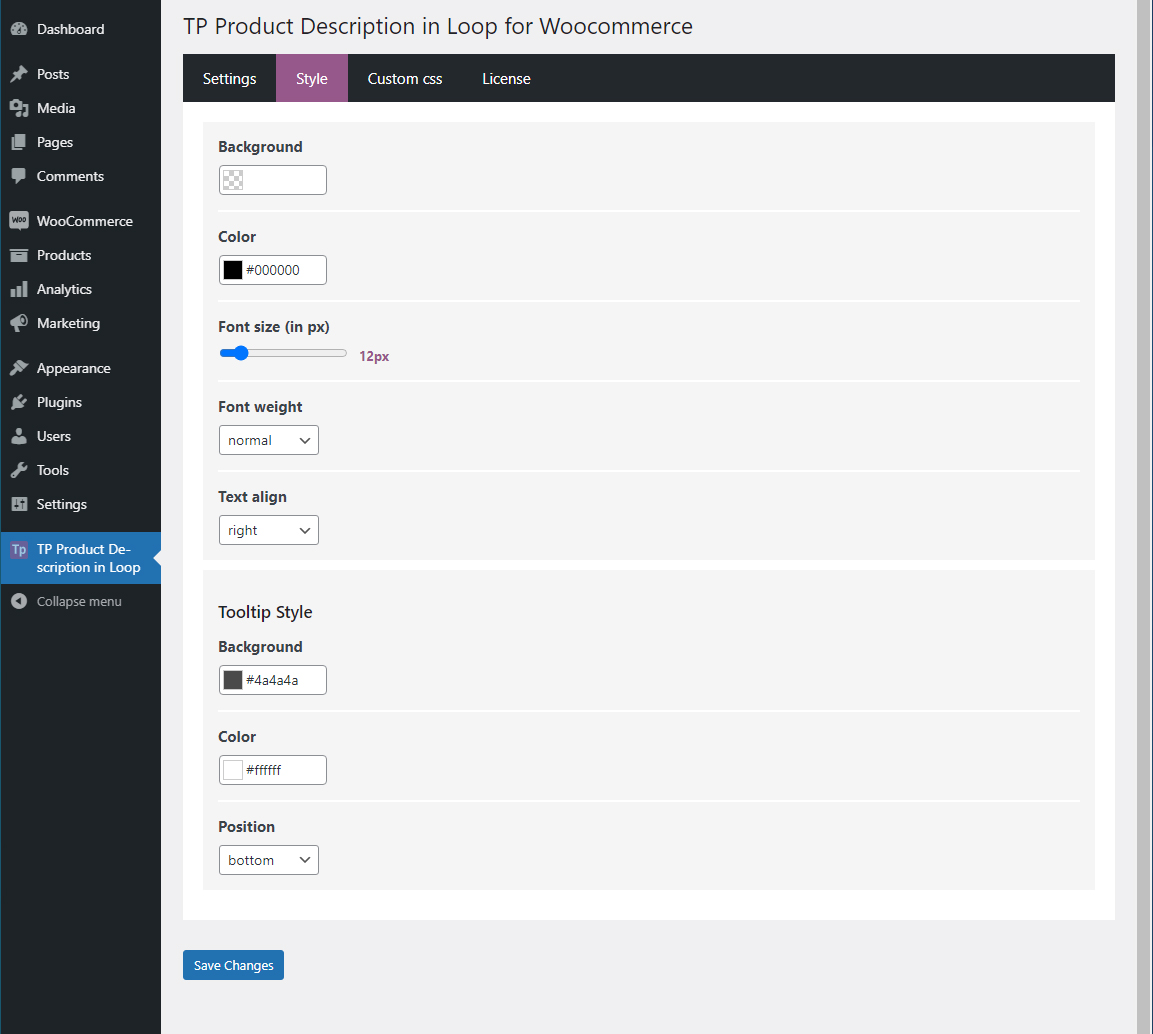 Dashboard
Posts
Media
Pages
Comments
Woo WooCommerce
Products
Analytics
Marketing
Appearance
Plugins
Users
Tools
Settings
Tp TP Product De-
scription in Loop
Collapse menu
TP Product Description in Loop for Woocommerce
Settings Style Custom css License
Background
Color
#000000
Font size (in px)
12px
Font weight
normal
Text align
right
Tooltip Style
Background
#4a4a4a
Color
#ffffff
Position
bottom
Save Changes